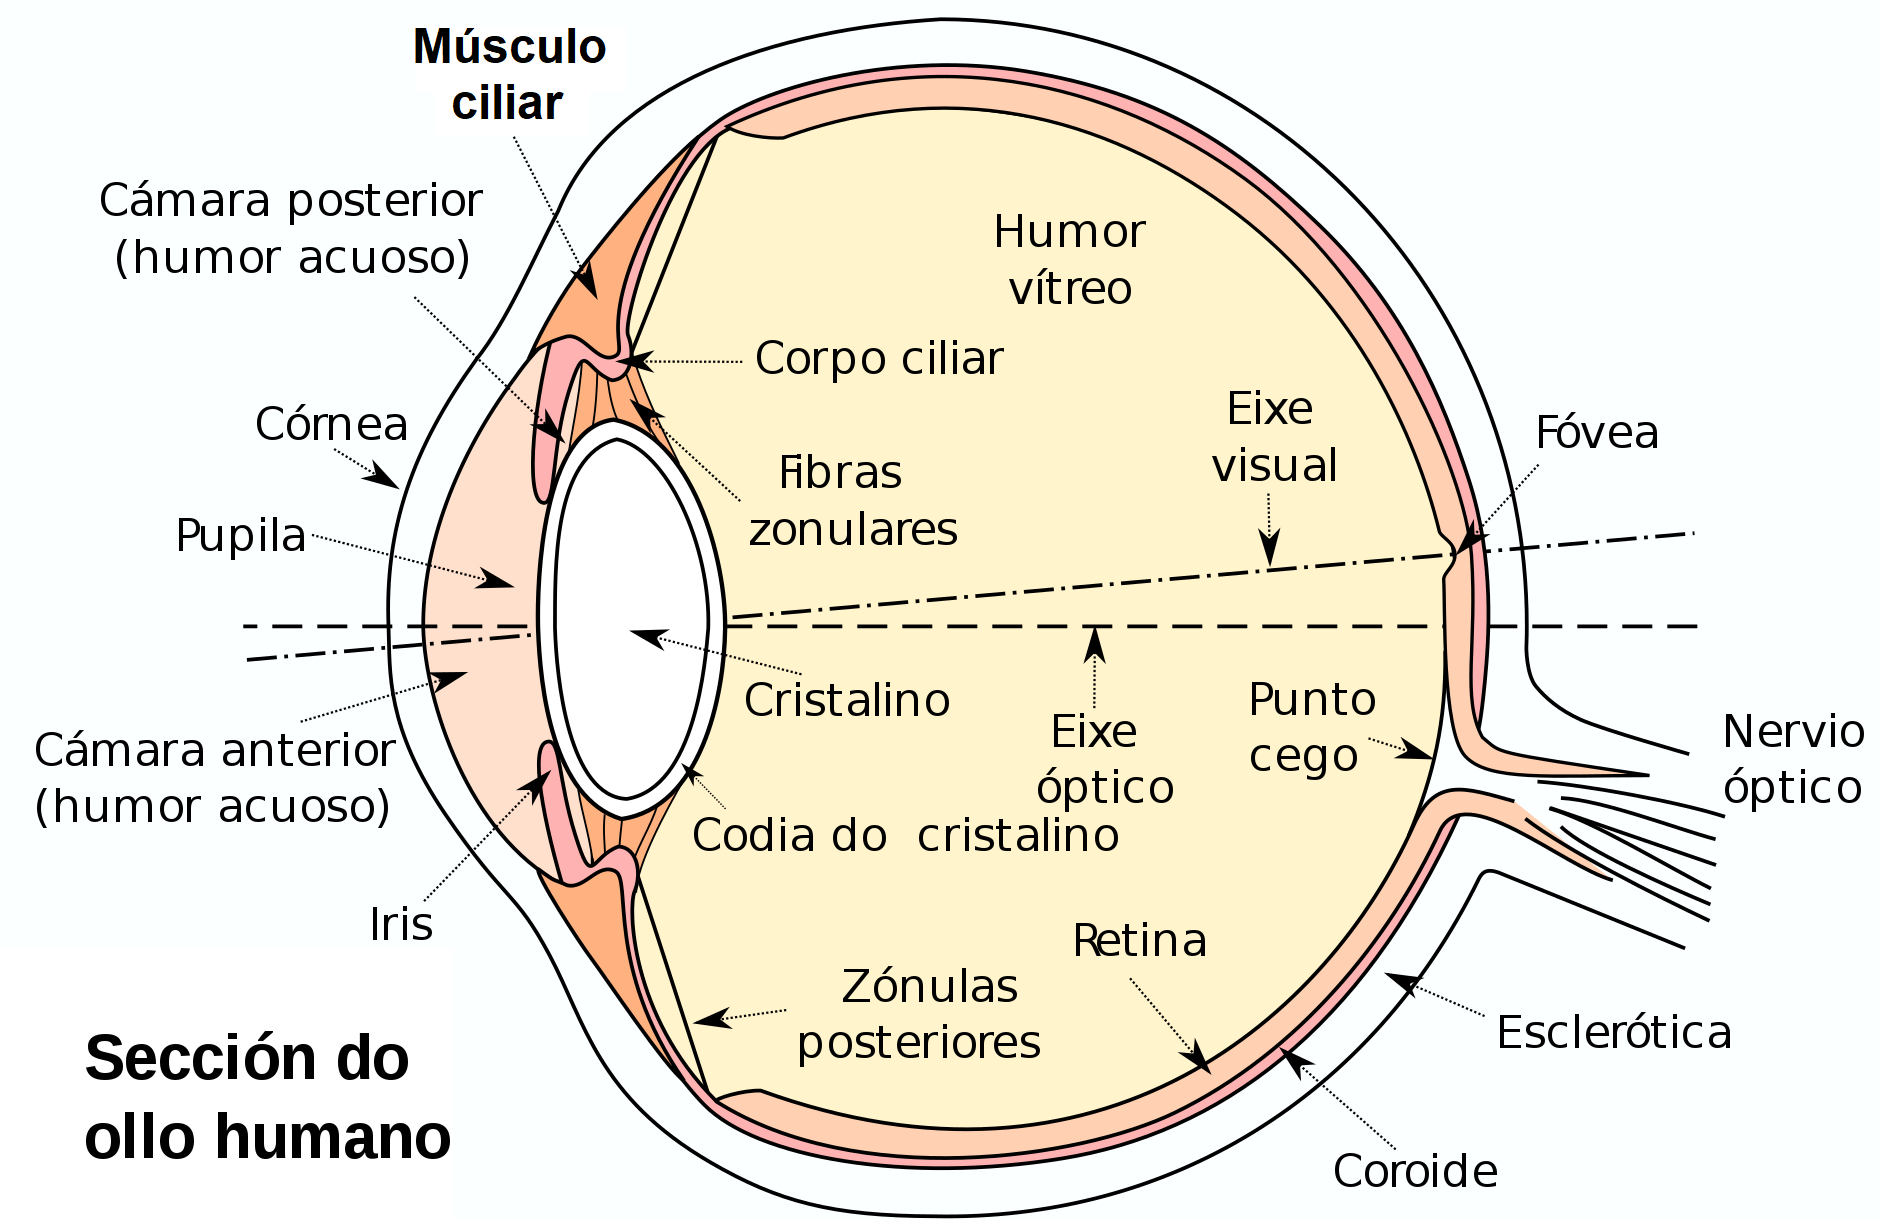 Músculo
ciliar
Cámara posterior
(humor acuoso)
Humor
vítreo
Corpo ciliar
Córnea
Eixe
visual
Fóvea
Fibras
zonulares
Pupila
Cristalino
Punto
cego
Eixe
óptico
Nervio
óptico
Cámara anterior
(humor acuoso)
Codia do cristalino
Iris
Retina
Zónulas
posteriores
Esclerótica
Sección do
ollo humano
Coroide